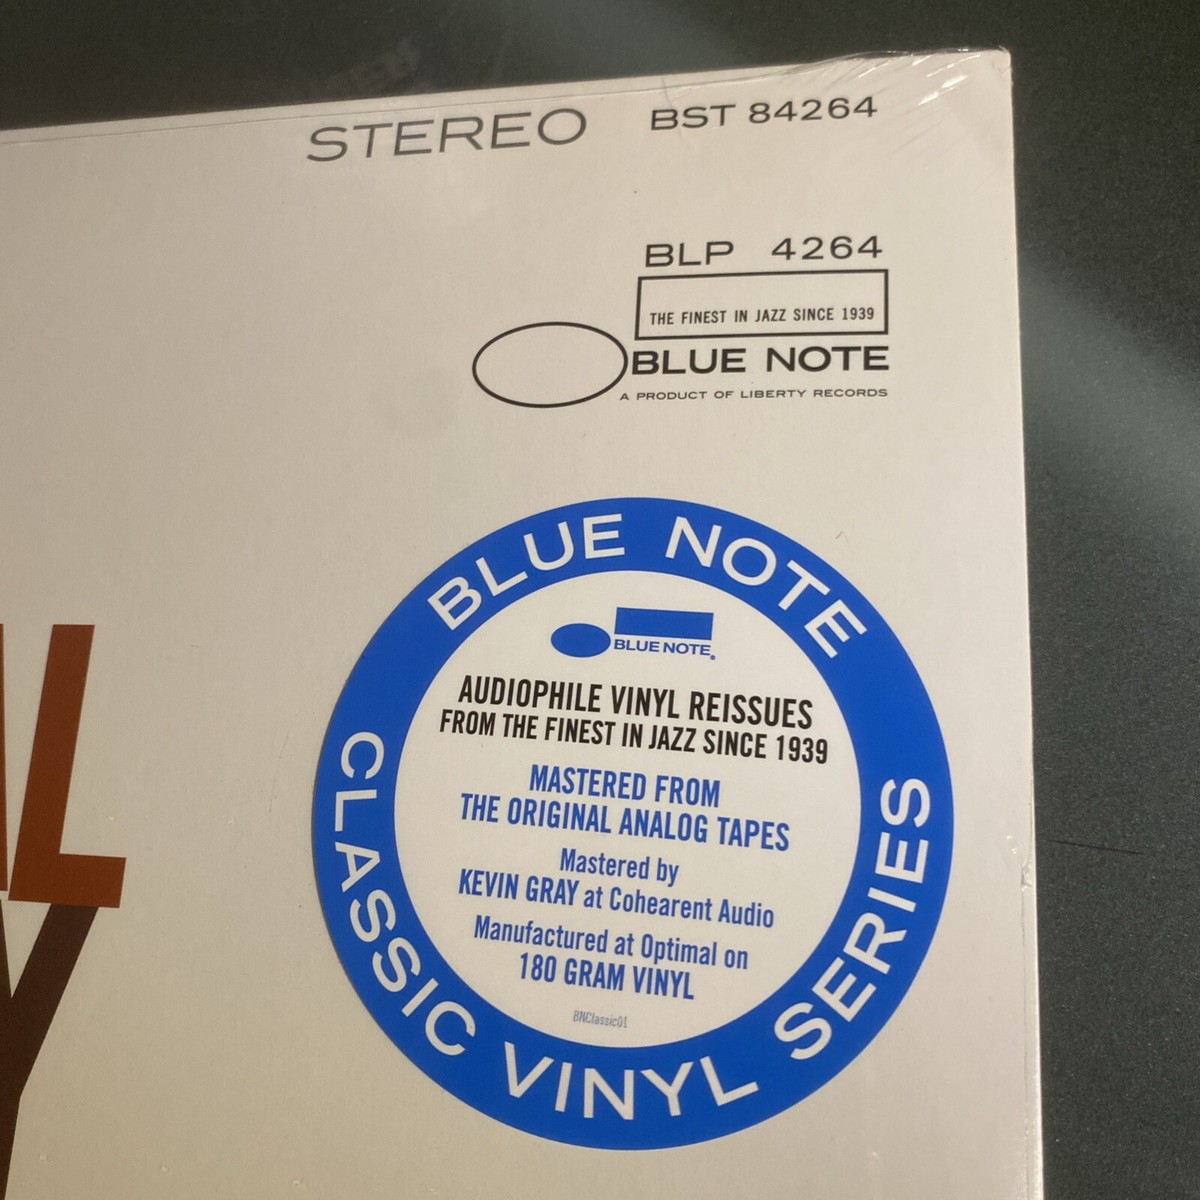 STEREO BST 84264
BLP 4264
THE FINEST IN JAZZ SINCE 1939
BLUE NOTE
A PRODUCT OF LIBERTY RECORDS
BLUE NOTE
BLUE NOTE®
AUDIOPHILE VINYL REISSUES
FROM THE FINEST IN JAZZ SINCE 1939
MASTERED FROM
THE ORIGINAL ANALOG TAPES
Mastered by
KEVIN GRAY at Cohearent Audio
Manufactured at Optimal on
180 GRAM VINYL
BNClassic01
CLASSIC VINYL SERIES
L
Y